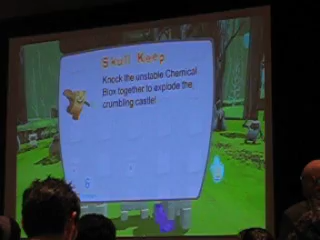 Skull Keep
Knock the unstable Chemical
Blox together to explode the
crumbling castle!